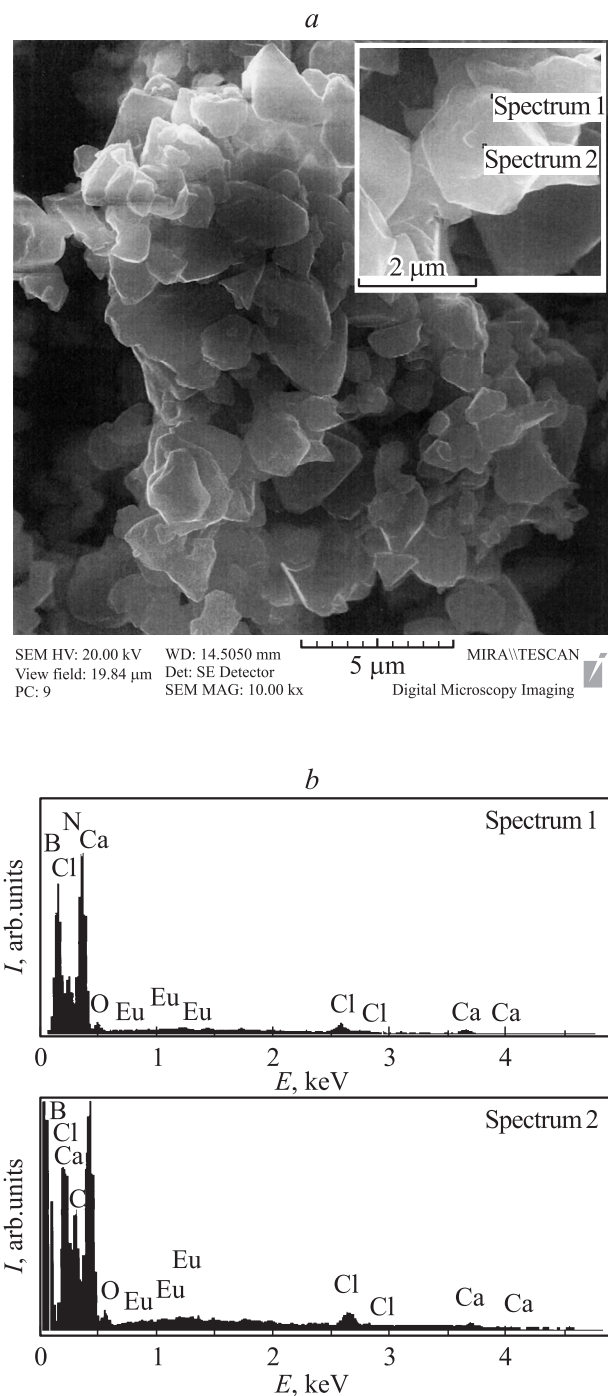 a
Spectrum 1
Spectrum 2
2 μm
SEM HV: 20.00 kV
WD: 14.5050 mm
MIRA\\TESCAN
View field: 19.84 μm
Det: SE Detector
5 μm
PC: 9
SEM MAG: 10.00 kx
Digital Microscopy Imaging
b
Spectrum 1
N
B
Ca
Cl
O
Eu
Eu
Eu
Cl
Cl
Ca
Ca
I, arb.units
0 1 2 3 4
E, keV
Spectrum 2
B
Cl
Ca
C
O
Eu
Eu
Eu
Cl
Cl
Ca
Ca
I, arb.units
0 1 2 3 4
E, keV